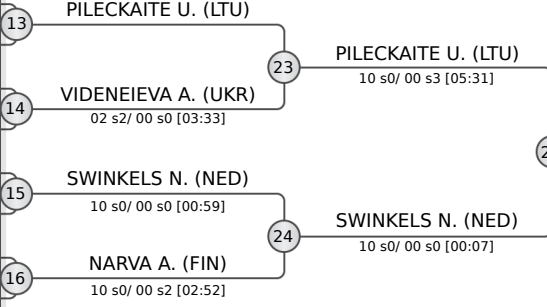 PILECKAITE U. (LTU)
13
23
PILECKAITE U. (LTU)
10 s0/ 00 s3 [05:31]
VIDENEIEVA A. (UKR)
14
02 s2/ 00 s0 [03:33]
SWINKELS N. (NED)
15
10 s0/ 00 s0 [00:59]
24
SWINKELS N. (NED)
10 s0/ 00 s0 [00:07]
NARVA A. (FIN)
16
10 s0/ 00 s2 [02:52]